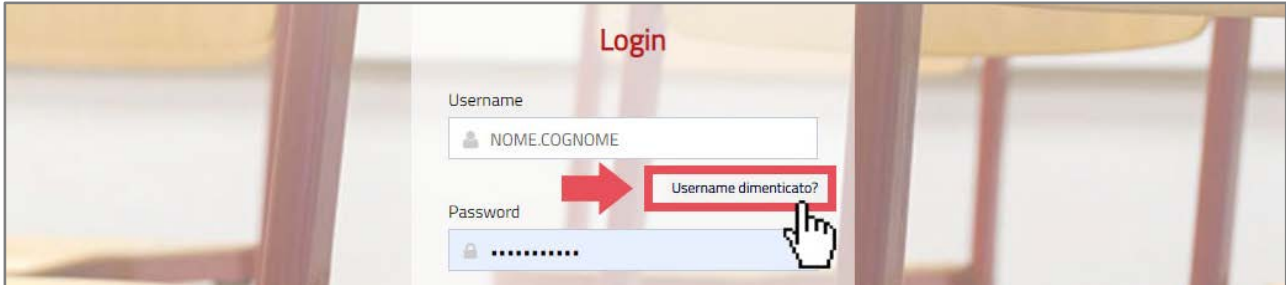 Login
Username
NOME.COGNOME
Username dimenticato?
Password
•••••••••••